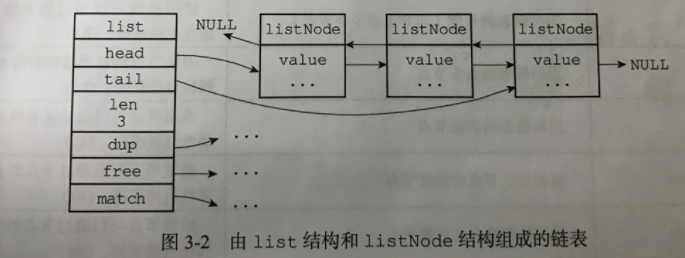 list
head
tail
len
3
dup
free
match
NULL
listNode
value
...
listNode
value
...
listNode
value
...
NULL
...
...
...
图 3-2 由 list 结构和 listNode 结构组成的链表